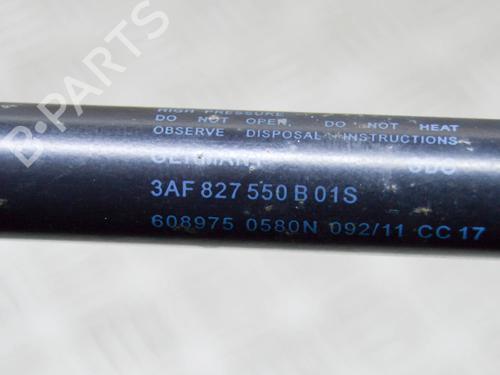 HIGH PRESSURE
DO NOT OPEN, DO NOT HEAT
OBSERVE DISPOSAL INSTRUCTIONS
GERMANY
3AF 827 550 B 01S
608975 0580N 092/11 CC 17
B-PARTS